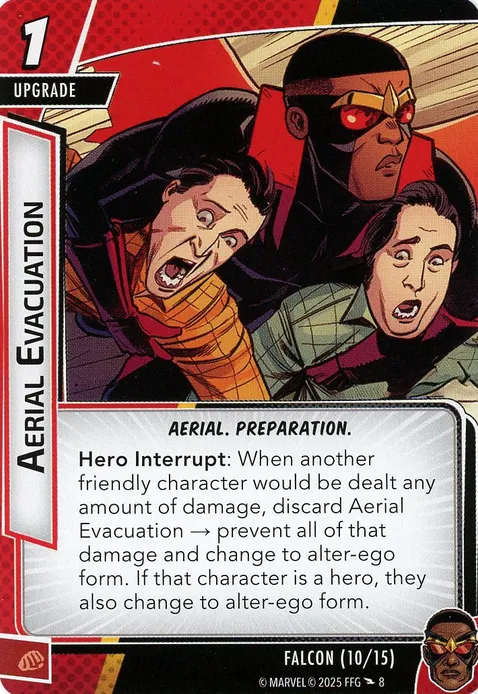 1
UPGRADE
AERIAL EVACUATION
AERIAL. PREPARATION.
Hero Interrupt: When another
friendly character would be dealt any
amount of damage, discard Aerial
Evacuation → prevent all of that
damage and change to alter-ego
form. If that character is a hero, they
also change to alter-ego form.
FALCON (10/15)
© MARVEL © 2025 FFG 8